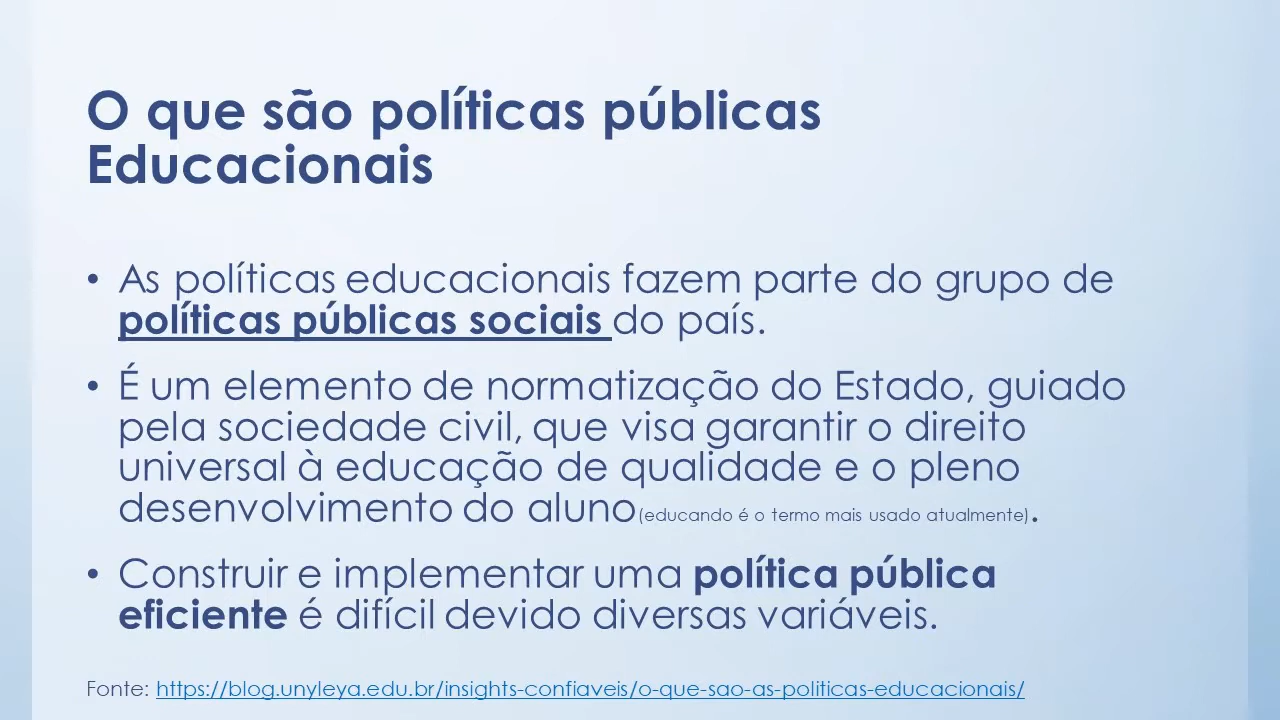 O que são políticas públicas
Educacionais
• As políticas educacionais fazem parte do grupo de
políticas públicas sociais do país.
• É um elemento de normatização do Estado, guiado
pela sociedade civil, que visa garantir o direito
universal à educação de qualidade e o pleno
desenvolvimento do aluno(educando é o termo mais usado atualmente).
• Construir e implementar uma política pública
eficiente é difícil devido diversas variáveis.
Fonte: https://blog.unyleya.edu.br/insights-confiaveis/o-que-sao-as-politicas-educacionais/